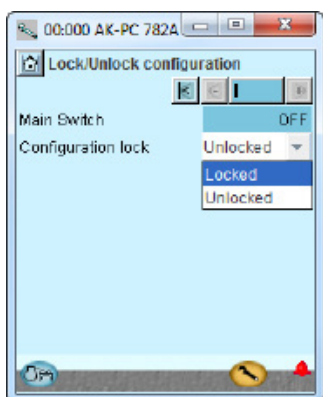 00:000 AK-PC 782A
Lock/Unlock configuration
Main Switch OFF
Configuration lock Unlocked
Locked
Unlocked